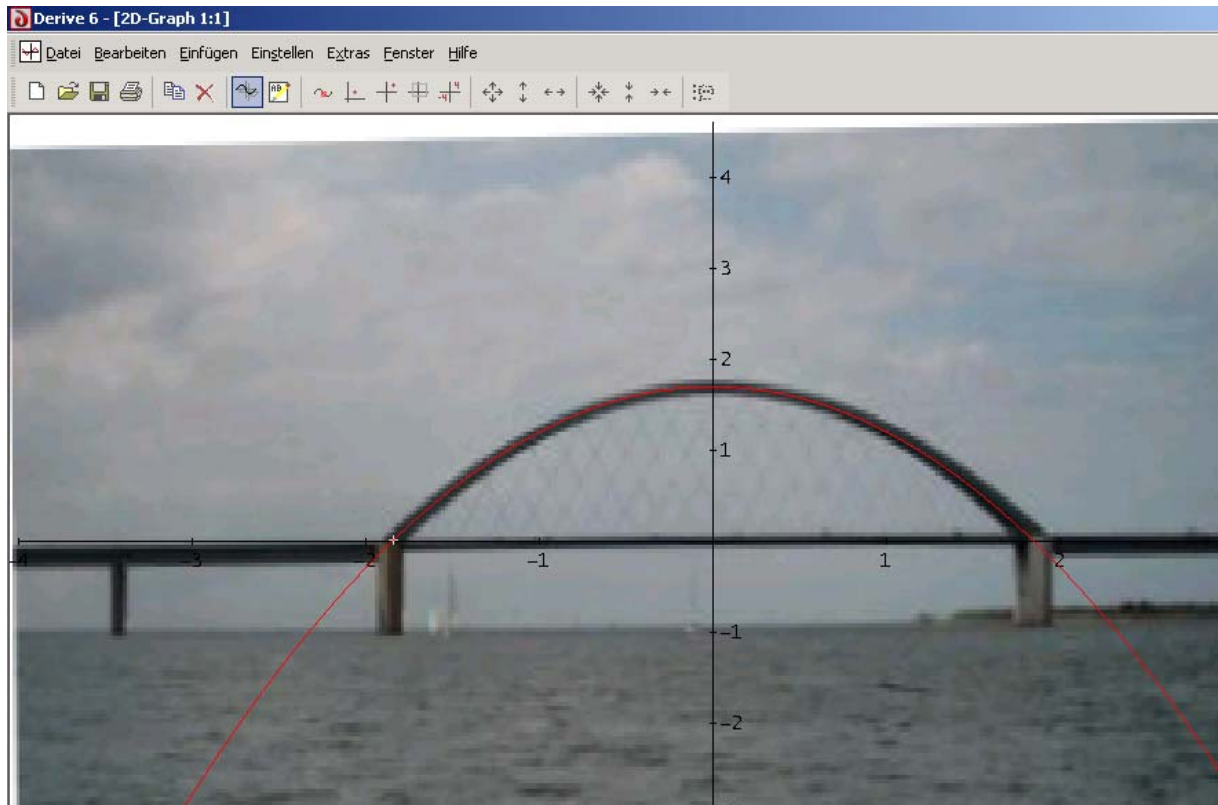 Derive 6 - [2D-Graph 1:1]
Datei Bearbeiten Einfügen Einstellen Extras Fenster Hilfe
4
3
2
1
-4 -3 -2 -1 1 2
-1
-2